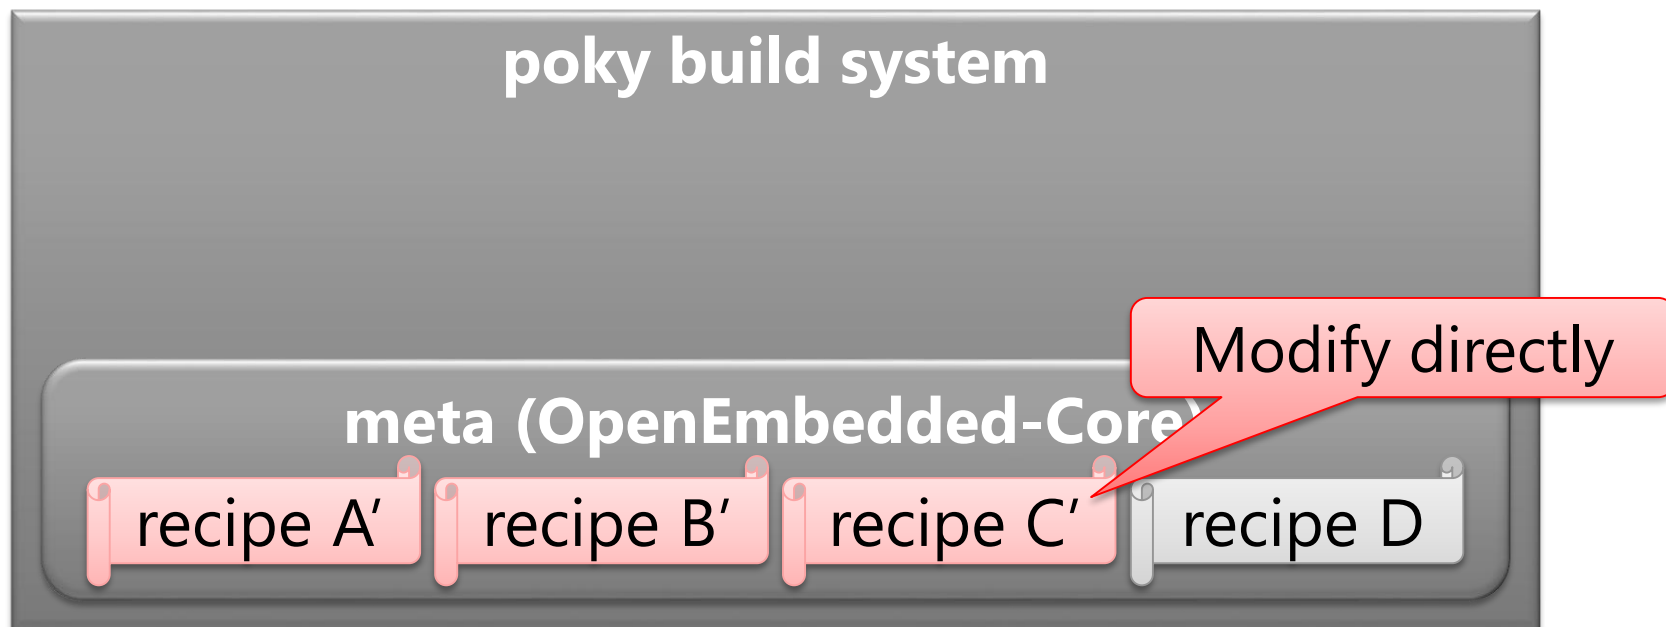 poky build system
Modify directly
meta (OpenEmbedded-Core)
recipe A′
recipe B′
recipe C′
recipe D